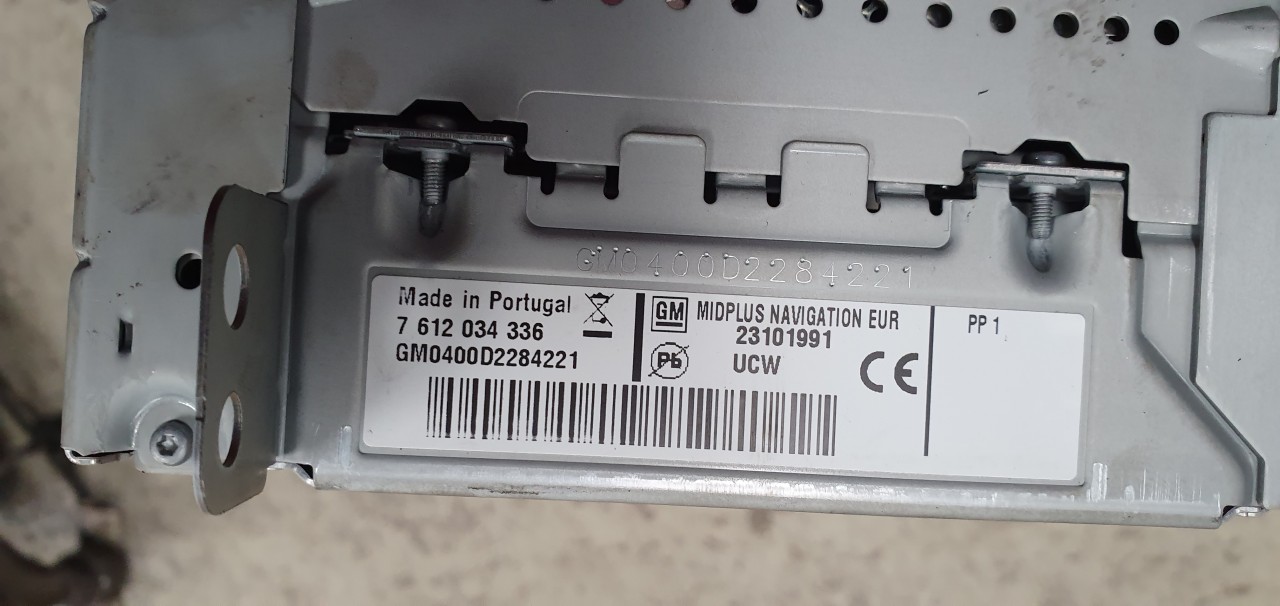 GM0400D2284221
Made in Portugal
7 612 034 336
GM0400D2284221
GM
MIDPLUS NAVIGATION EUR
23101991
Pb
UCW
CE
PP 1